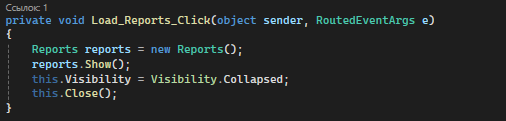 Ссылок: 1
private void Load_Reports_Click(object sender, RoutedEventArgs e)
{
Reports reports = new Reports();
reports.Show();
this.Visibility = Visibility.Collapsed;
this.Close();
}